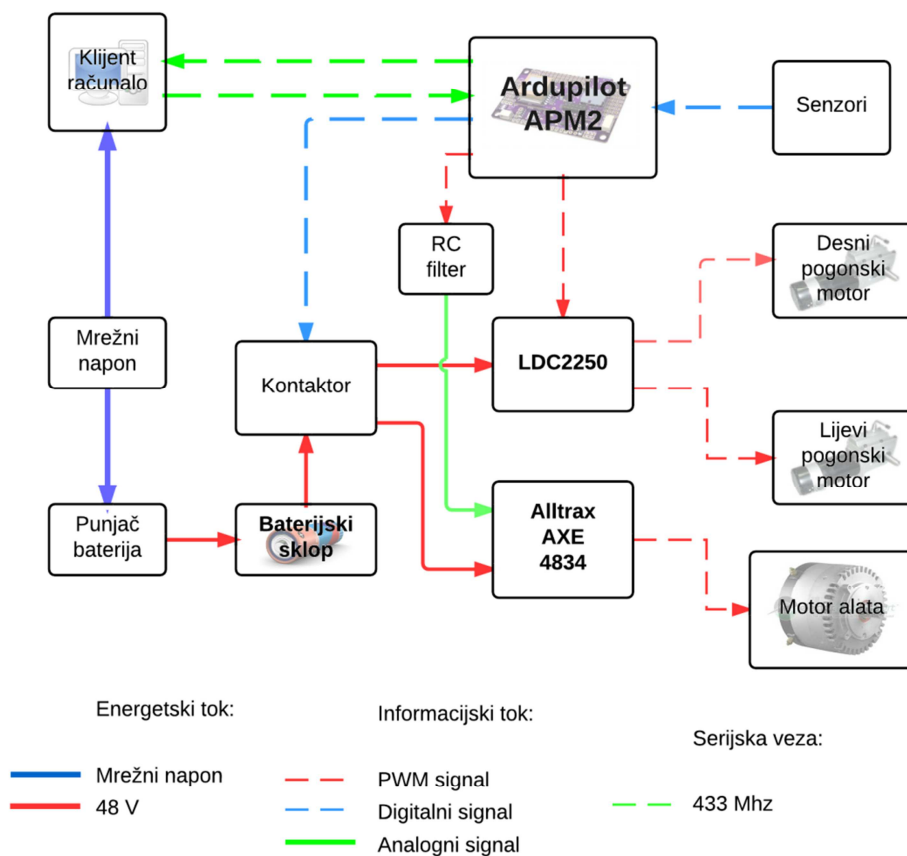 Klijent
računalo
Ardupilot
APM2
Senzori
RC
filter
Desni
pogonski
motor
Mrežni
napon
Kontaktor
LDC2250
Lijevi
pogonski
motor
Punjač
baterija
Baterijski
sklop
Alltrax
AXE
4834
Motor alata
Energetski tok:
Mrežni napon
48 V
Informacijski tok:
PWM signal
Digitalni signal
Analogni signal
Serijska veza:
433 Mhz